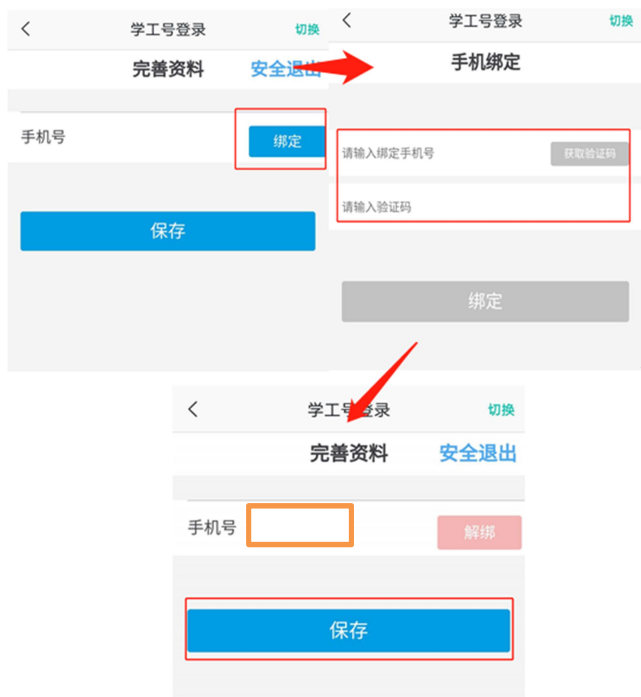 学工号登录 切换
完善资料 安全退出
手机号 绑定
保存
学工号登录 切换
手机绑定
请输入绑定手机号 获取验证码
请输入验证码
绑定
学工号登录 切换
完善资料 安全退出
手机号 解绑
保存